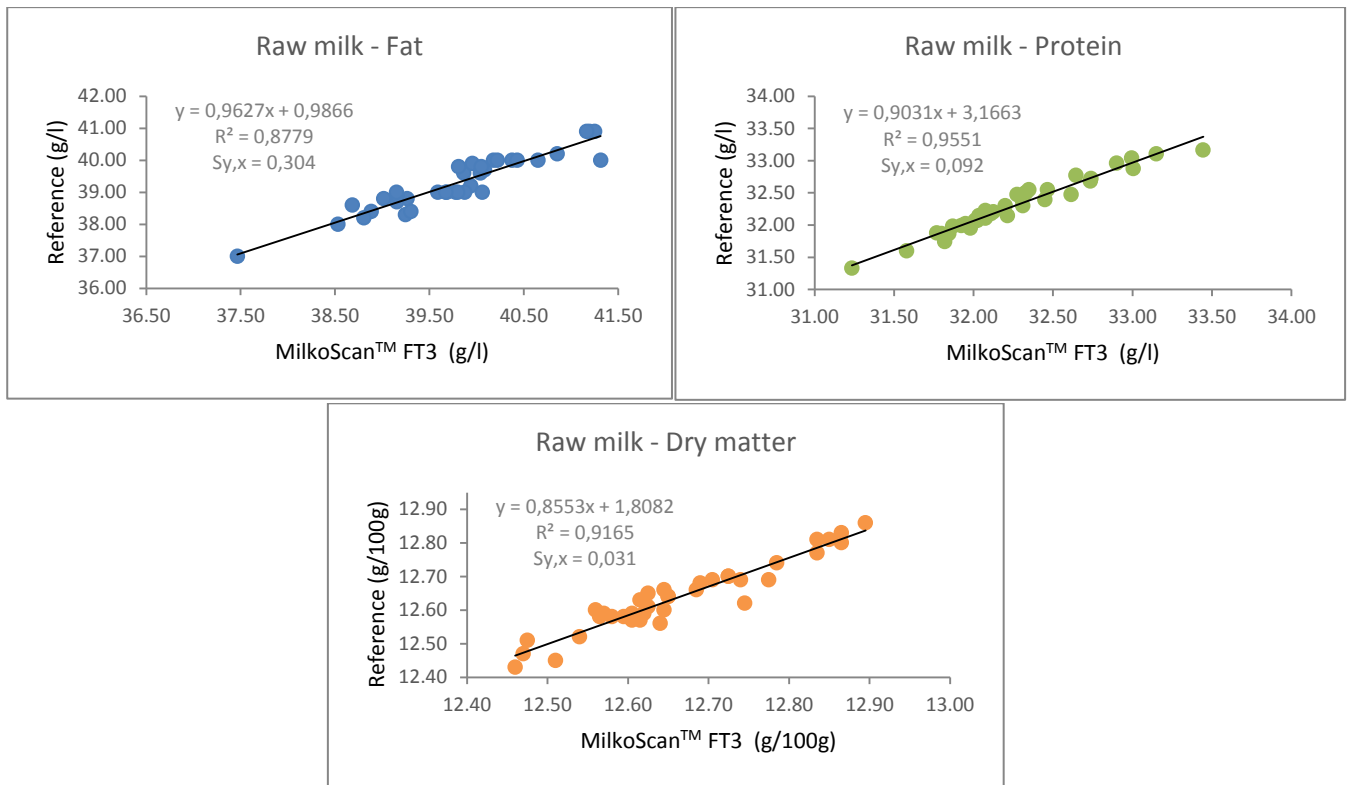 Raw milk - Fat
y = 0,9627x + 0,9866
R² = 0,8779
Sy,x = 0,304
Reference (g/l)
42.00
41.00
40.00
39.00
38.00
37.00
36.00
36.50 37.50 38.50 39.50 40.50 41.50
MilkoScan™ FT3 (g/l)
Raw milk - Protein
y = 0,9031x + 3,1663
R² = 0,9551
Sy,x = 0,092
Reference (g/l)
34.00
33.50
33.00
32.50
32.00
31.50
31.00
31.00 31.50 32.00 32.50 33.00 33.50 34.00
MilkoScan™ FT3 (g/l)
Raw milk - Dry matter
y = 0,8553x + 1,8082
R² = 0,9165
Sy,x = 0,031
Reference (g/100g)
12.90
12.80
12.70
12.60
12.50
12.40
12.40 12.50 12.60 12.70 12.80 12.90 13.00
MilkoScan™ FT3 (g/100g)